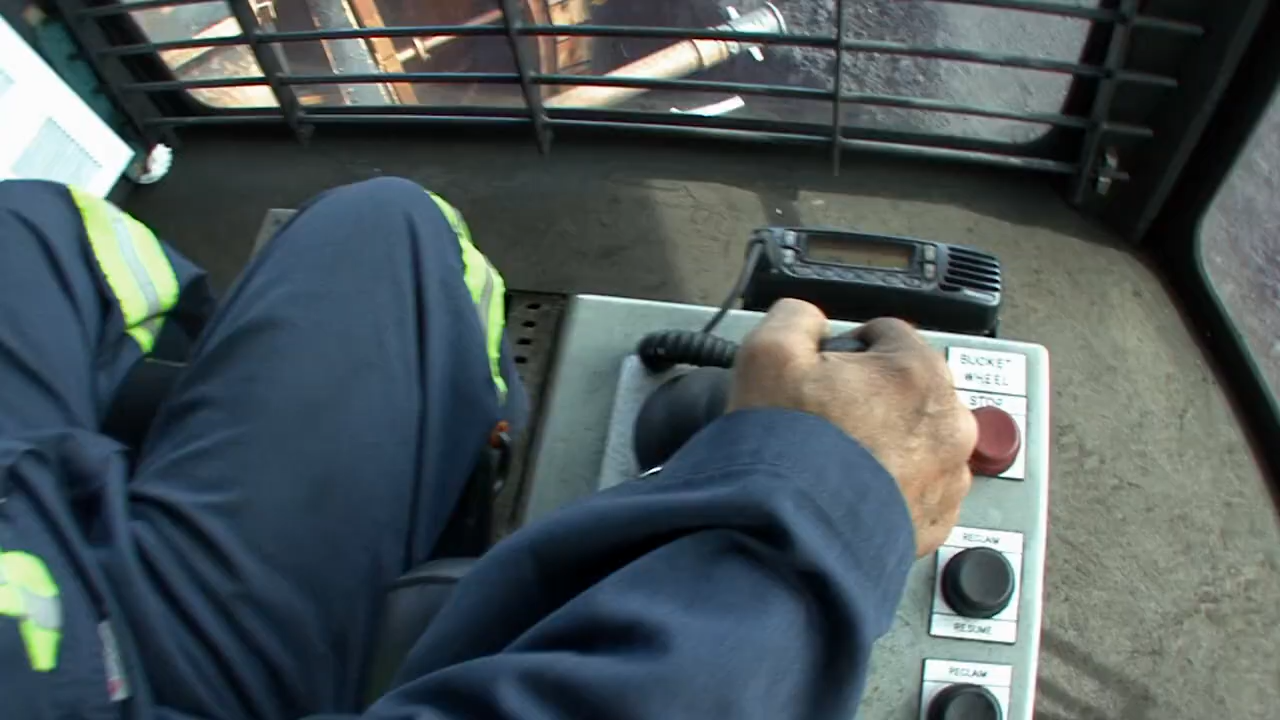 BUCKET
WHEEL
STOP
RECLAIM
RESUME
RECLAIM